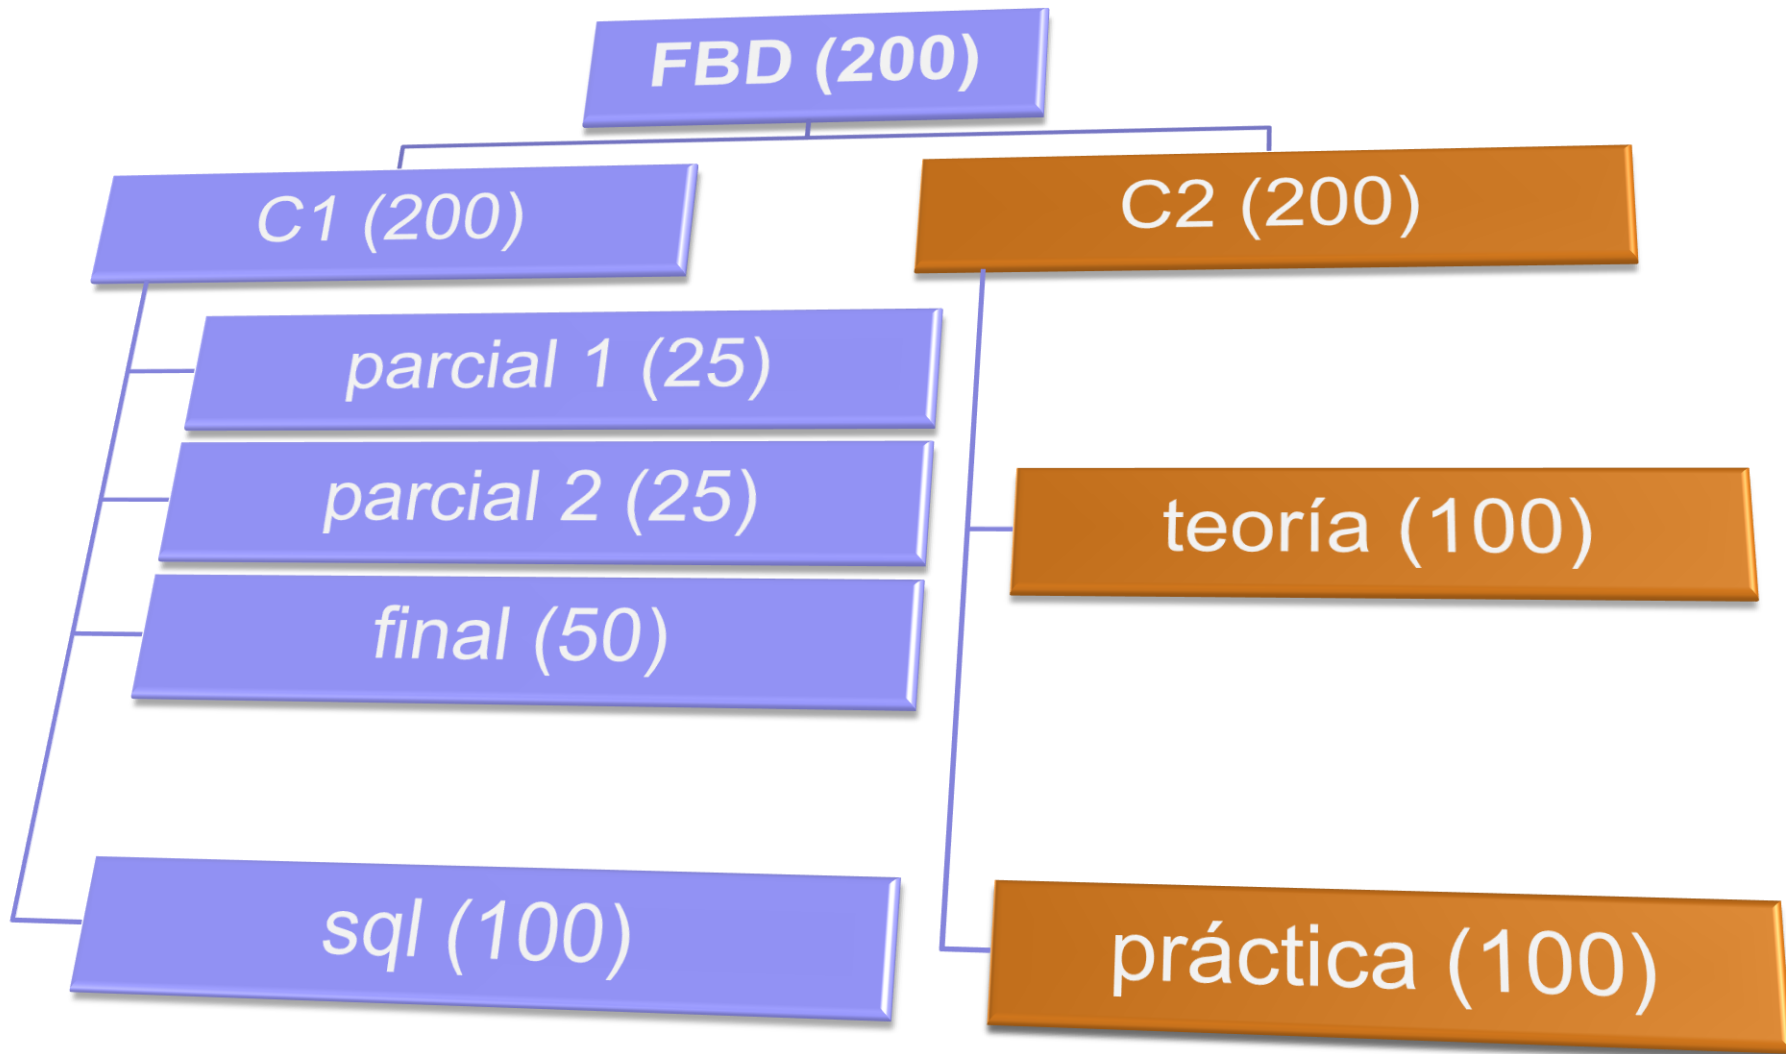 FBD (200)
C1 (200)
parcial 1 (25)
parcial 2 (25)
final (50)
sql (100)
C2 (200)
teoría (100)
práctica (100)